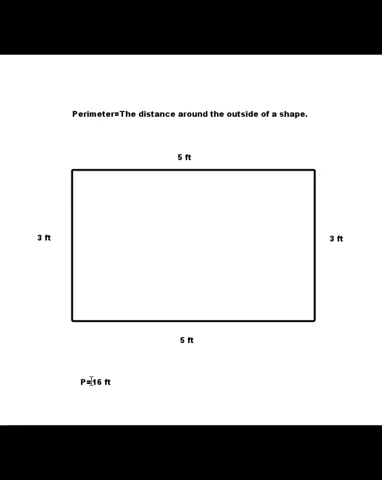 Perimeter=The distance around the outside of a shape.
5 ft
3 ft
3 ft
5 ft
P=16 ft